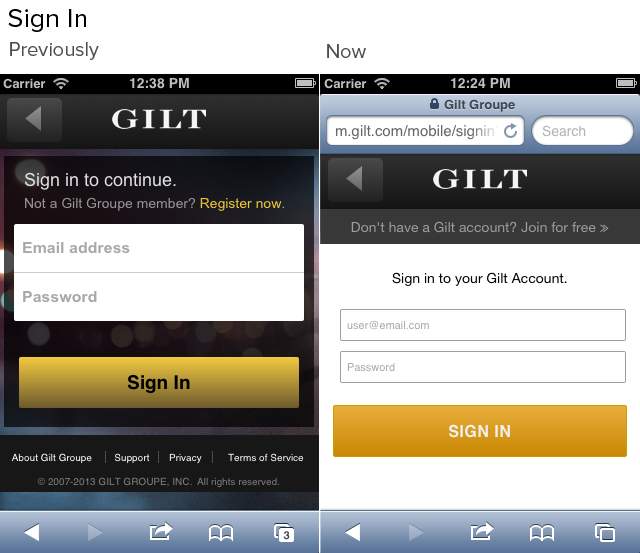 Sign In
Previously
Now
Carrier 12:38 PM
GILT
Sign in to continue.
Not a Gilt Groupe member? Register now.
Email address
Password
Sign In
About Gilt Groupe Support Privacy Terms of Service
© 2007-2013 GILT GROUPE, INC. All rights reserved.
3
Carrier 12:24 PM
Gilt Groupe
m.gilt.com/mobile/signin
Search
GILT
Don't have a Gilt account? Join for free »
Sign in to your Gilt Account.
user@email.com
Password
SIGN IN